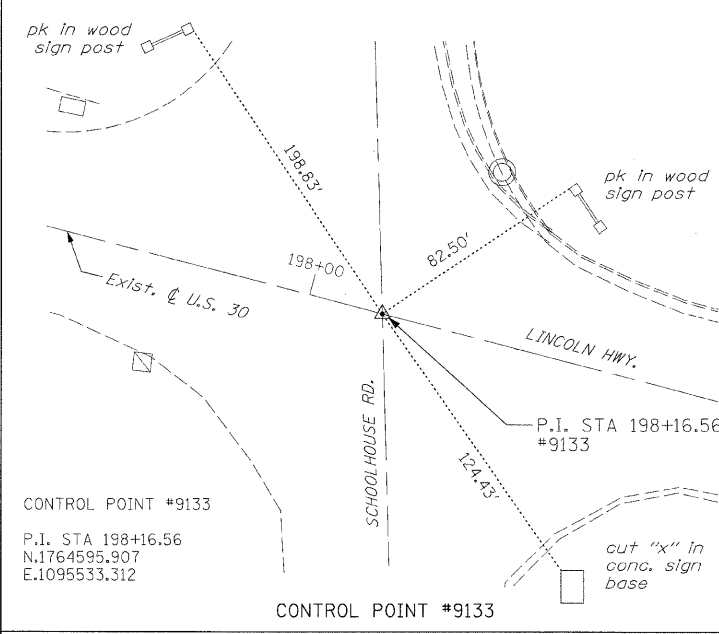 pk in wood
sign post
198.83'
pk in wood
sign post
82.50'
198+00
Exist. ℄ U.S. 30
LINCOLN HWY.
SCHOOLHOUSE RD.
P.I. STA 198+16.56
#9133
124.43'
CONTROL POINT #9133
P.I. STA 198+16.56
N.1764595.907
E.1095533.312
cut "x" in
conc. sign
base
CONTROL POINT #9133